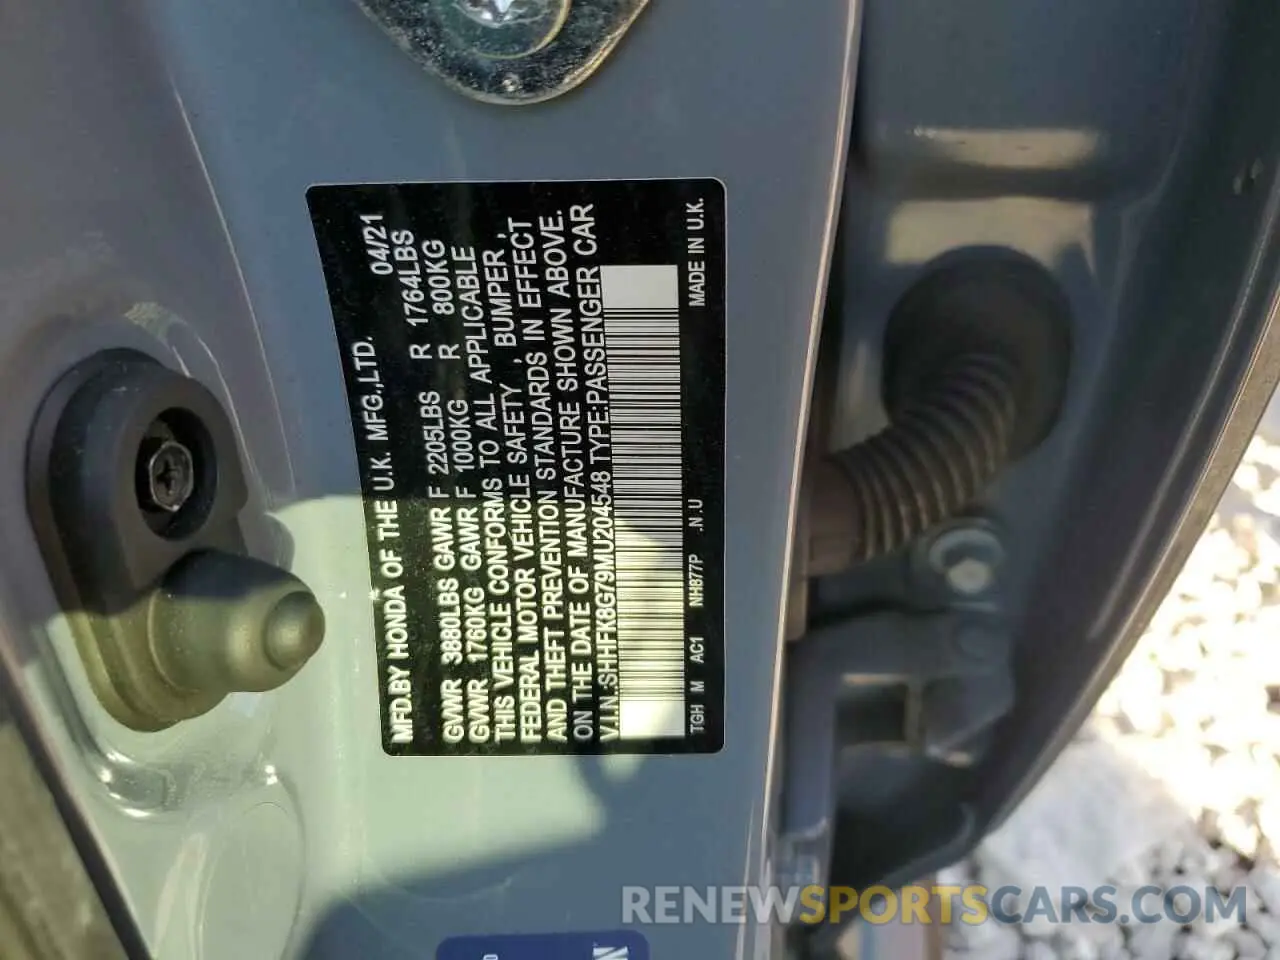 MFD.BY HONDA OF THE U.K. MFG.,LTD. 04/21
GVWR 3880LBS GAWR F 2205LBS R 1764LBS
GVWR 1760KG GAWR F 1000KG R 800KG
THIS VEHICLE CONFORMS TO ALL APPLICABLE
FEDERAL MOTOR VEHICLE SAFETY , BUMPER ,
AND THEFT PREVENTION STANDARDS IN EFFECT
ON THE DATE OF MANUFACTURE SHOWN ABOVE.
V.I.N.:SHHFK8G79MU204548 TYPE:PASSENGER CAR
TGH M AC1 NH877P .N .U MADE IN U.K.
RENEWSPORTSCARS.COM